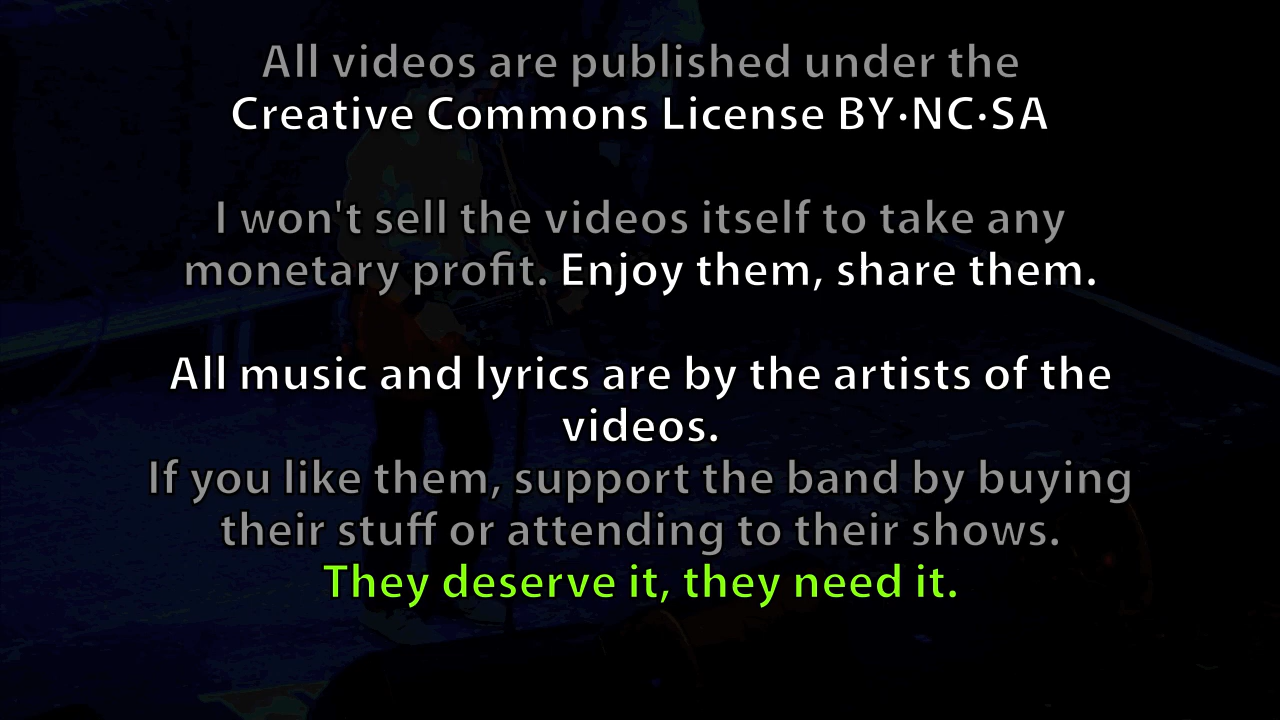 All videos are published under the
Creative Commons License BY·NC·SA
I won't sell the videos itself to take any
monetary profit. Enjoy them, share them.
All music and lyrics are by the artists of the
videos.
If you like them, support the band by buying
their stuff or attending to their shows.
They deserve it, they need it.